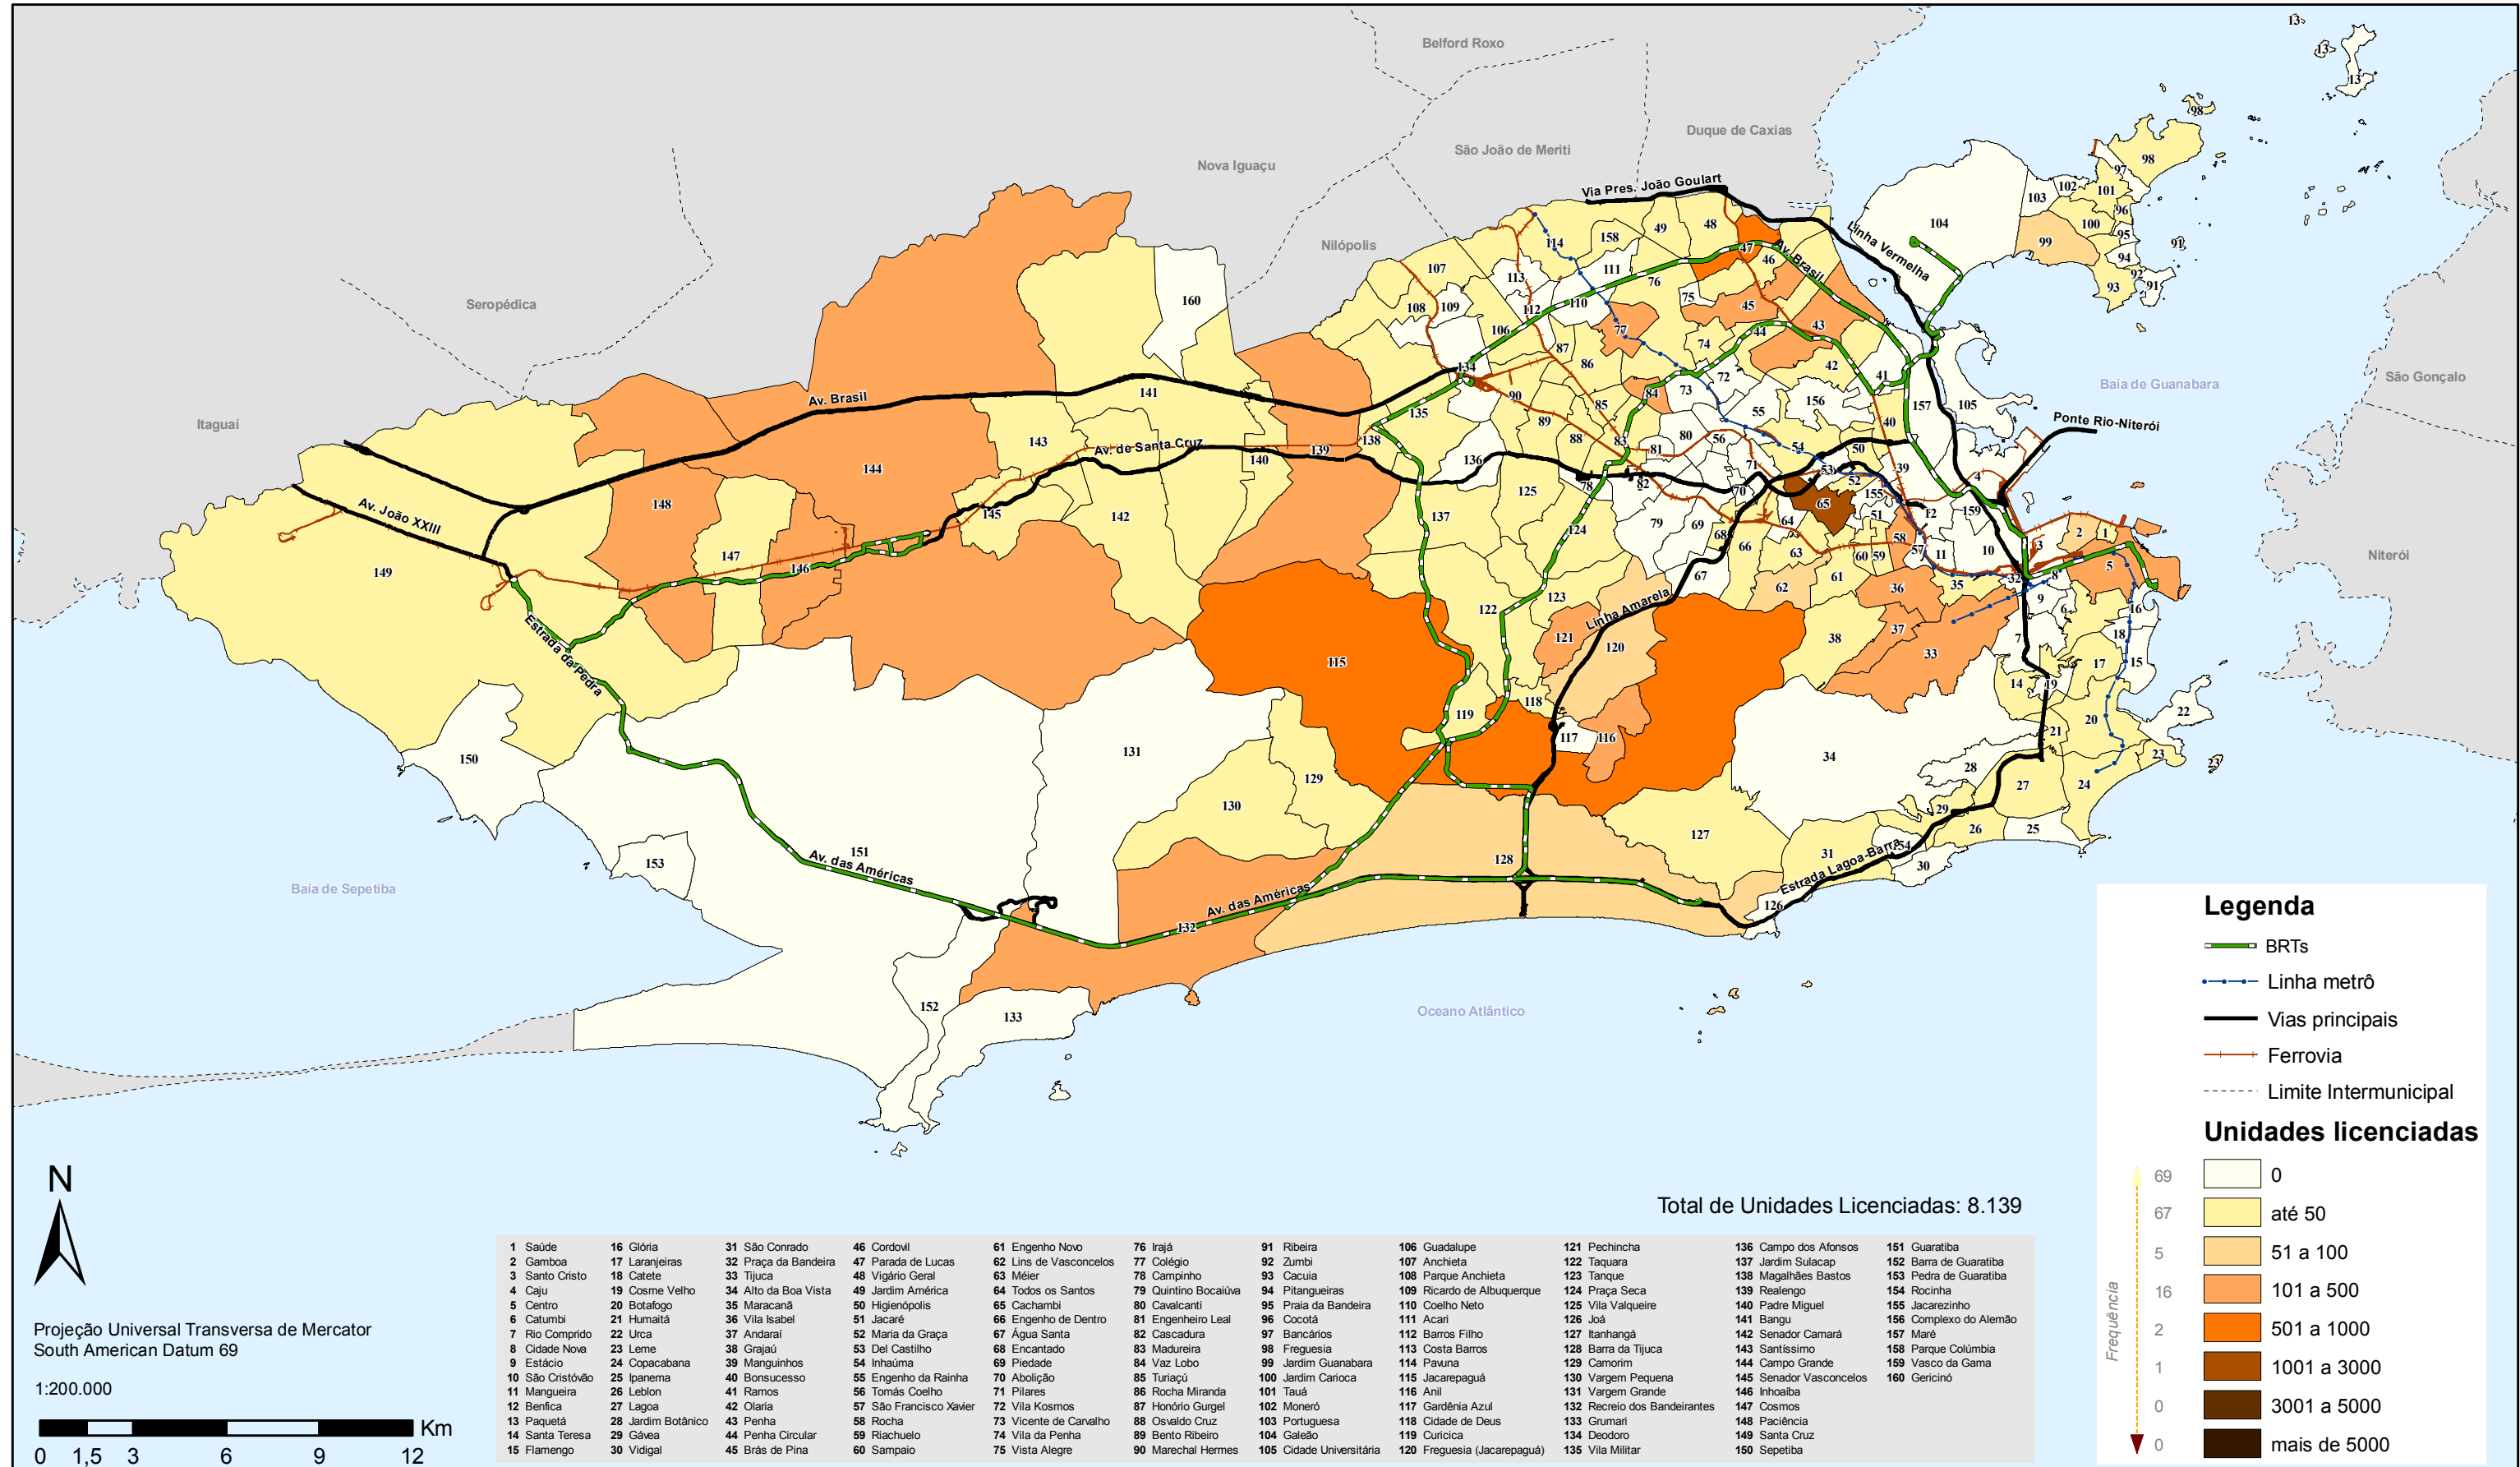 Belford Roxo
Duque de Caxias
São João de Meriti
Nova Iguaçu
Nilópolis
Seropédica
Itaguaí
São Gonçalo
Niterói
Baía de Guanabara
Baía de Sepetiba
Oceano Atlântico
Via Pres. João Goulart
Linha Vermelha
Av. Brasil
Av. Brasil
Ponte Rio-Niterói
Av. de Santa Cruz
Av. João XXIII
Estrada da Pedra
Linha Amarela
Av. das Américas
Av. das Américas
Estrada Lagoa-Barra
Legenda
BRTs
Linha metrô
Vias principais
Ferrovia
Limite Intermunicipal
Unidades licenciadas
Frequência
69 0
67 até 50
5 51 a 100
16 101 a 500
2 501 a 1000
1 1001 a 3000
0 3001 a 5000
0 mais de 5000
Total de Unidades Licenciadas: 8.139
N
Projeção Universal Transversa de Mercator
South American Datum 69
1:200.000
Km
0 1,5 3 6 9 12
1 Saúde 16 Glória 31 São Conrado 46 Cordovil 61 Engenho Novo 76 Irajá 91 Ribeira 106 Guadalupe 121 Pechincha 136 Campo dos Afonsos 151 Guaratiba
2 Gamboa 17 Laranjeiras 32 Praça da Bandeira 47 Parada de Lucas 62 Lins de Vasconcelos 77 Colégio 92 Zumbi 107 Anchieta 122 Taquara 137 Jardim Sulacap 152 Barra de Guaratiba
3 Santo Cristo 18 Catete 33 Tijuca 48 Vigário Geral 63 Méier 78 Campinho 93 Cacuia 108 Parque Anchieta 123 Tanque 138 Magalhães Bastos 153 Pedra de Guaratiba
4 Caju 19 Cosme Velho 34 Alto da Boa Vista 49 Jardim América 64 Todos os Santos 79 Quintino Bocaiúva 94 Pitangueiras 109 Ricardo de Albuquerque 124 Praça Seca 139 Realengo 154 Rocinha
5 Centro 20 Botafogo 35 Maracanã 50 Higienópolis 65 Cachambi 80 Cavalcanti 95 Praia da Bandeira 110 Coelho Neto 125 Vila Valqueire 140 Padre Miguel 155 Jacarezinho
6 Catumbi 21 Humaitá 36 Vila Isabel 51 Jacaré 66 Engenho de Dentro 81 Engenheiro Leal 96 Cocotá 111 Acari 126 Joá 141 Bangu 156 Complexo do Alemão
7 Rio Comprido 22 Urca 37 Andaraí 52 Maria da Graça 67 Água Santa 82 Cascadura 97 Bancários 112 Barros Filho 127 Itanhangá 142 Senador Camará 157 Maré
8 Cidade Nova 23 Leme 38 Grajaú 53 Del Castilho 68 Encantado 83 Madureira 98 Freguesia 113 Costa Barros 128 Barra da Tijuca 143 Santíssimo 158 Parque Colúmbia
9 Estácio 24 Copacabana 39 Manguinhos 54 Inhaúma 69 Piedade 84 Vaz Lobo 99 Jardim Guanabara 114 Pavuna 129 Camorim 144 Campo Grande 159 Vasco da Gama
10 São Cristóvão 25 Ipanema 40 Bonsucesso 55 Engenho da Rainha 70 Abolição 85 Turiaçú 100 Jardim Carioca 115 Jacarepaguá 130 Vargem Pequena 145 Senador Vasconcelos 160 Gericinó
11 Mangueira 26 Leblon 41 Ramos 56 Tomás Coelho 71 Pilares 86 Rocha Miranda 101 Tauá 116 Anil 131 Vargem Grande 146 Inhoaíba
12 Benfica 27 Lagoa 42 Olaria 57 São Francisco Xavier 72 Vila Kosmos 87 Honório Gurgel 102 Moneró 117 Gardênia Azul 132 Recreio dos Bandeirantes 147 Cosmos
13 Paquetá 28 Jardim Botânico 43 Penha 58 Rocha 73 Vicente de Carvalho 88 Osvaldo Cruz 103 Portuguesa 118 Cidade de Deus 133 Grumari 148 Paciência
14 Santa Teresa 29 Gávea 44 Penha Circular 59 Riachuelo 74 Vila da Penha 89 Bento Ribeiro 104 Galeão 119 Curicica 134 Deodoro 149 Santa Cruz
15 Flamengo 30 Vidigal 45 Brás de Pina 60 Sampaio 75 Vista Alegre 90 Marechal Hermes 105 Cidade Universitária 120 Freguesia (Jacarepaguá) 135 Vila Militar 150 Sepetiba